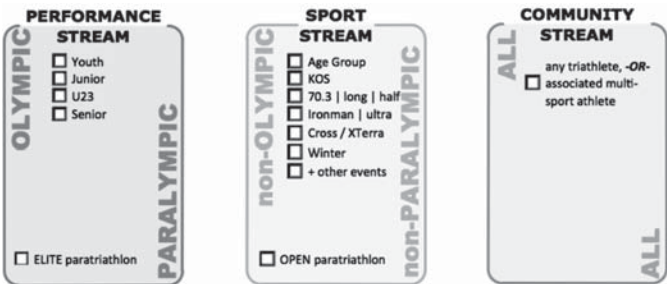 PERFORMANCE
STREAM
OLYMPIC
Youth
Junior
U23
Senior
PARALYMPIC
ELITE paratriathlon
SPORT
STREAM
non-OLYMPIC
Age Group
KOS
70.3 | long | half
Ironman | ultra
Cross / XTerra
Winter
+ other events
non-PARALYMPIC
OPEN paratriathlon
COMMUNITY
STREAM
ALL
any triathlete, -OR-
associated multi-
sport athlete
ALL